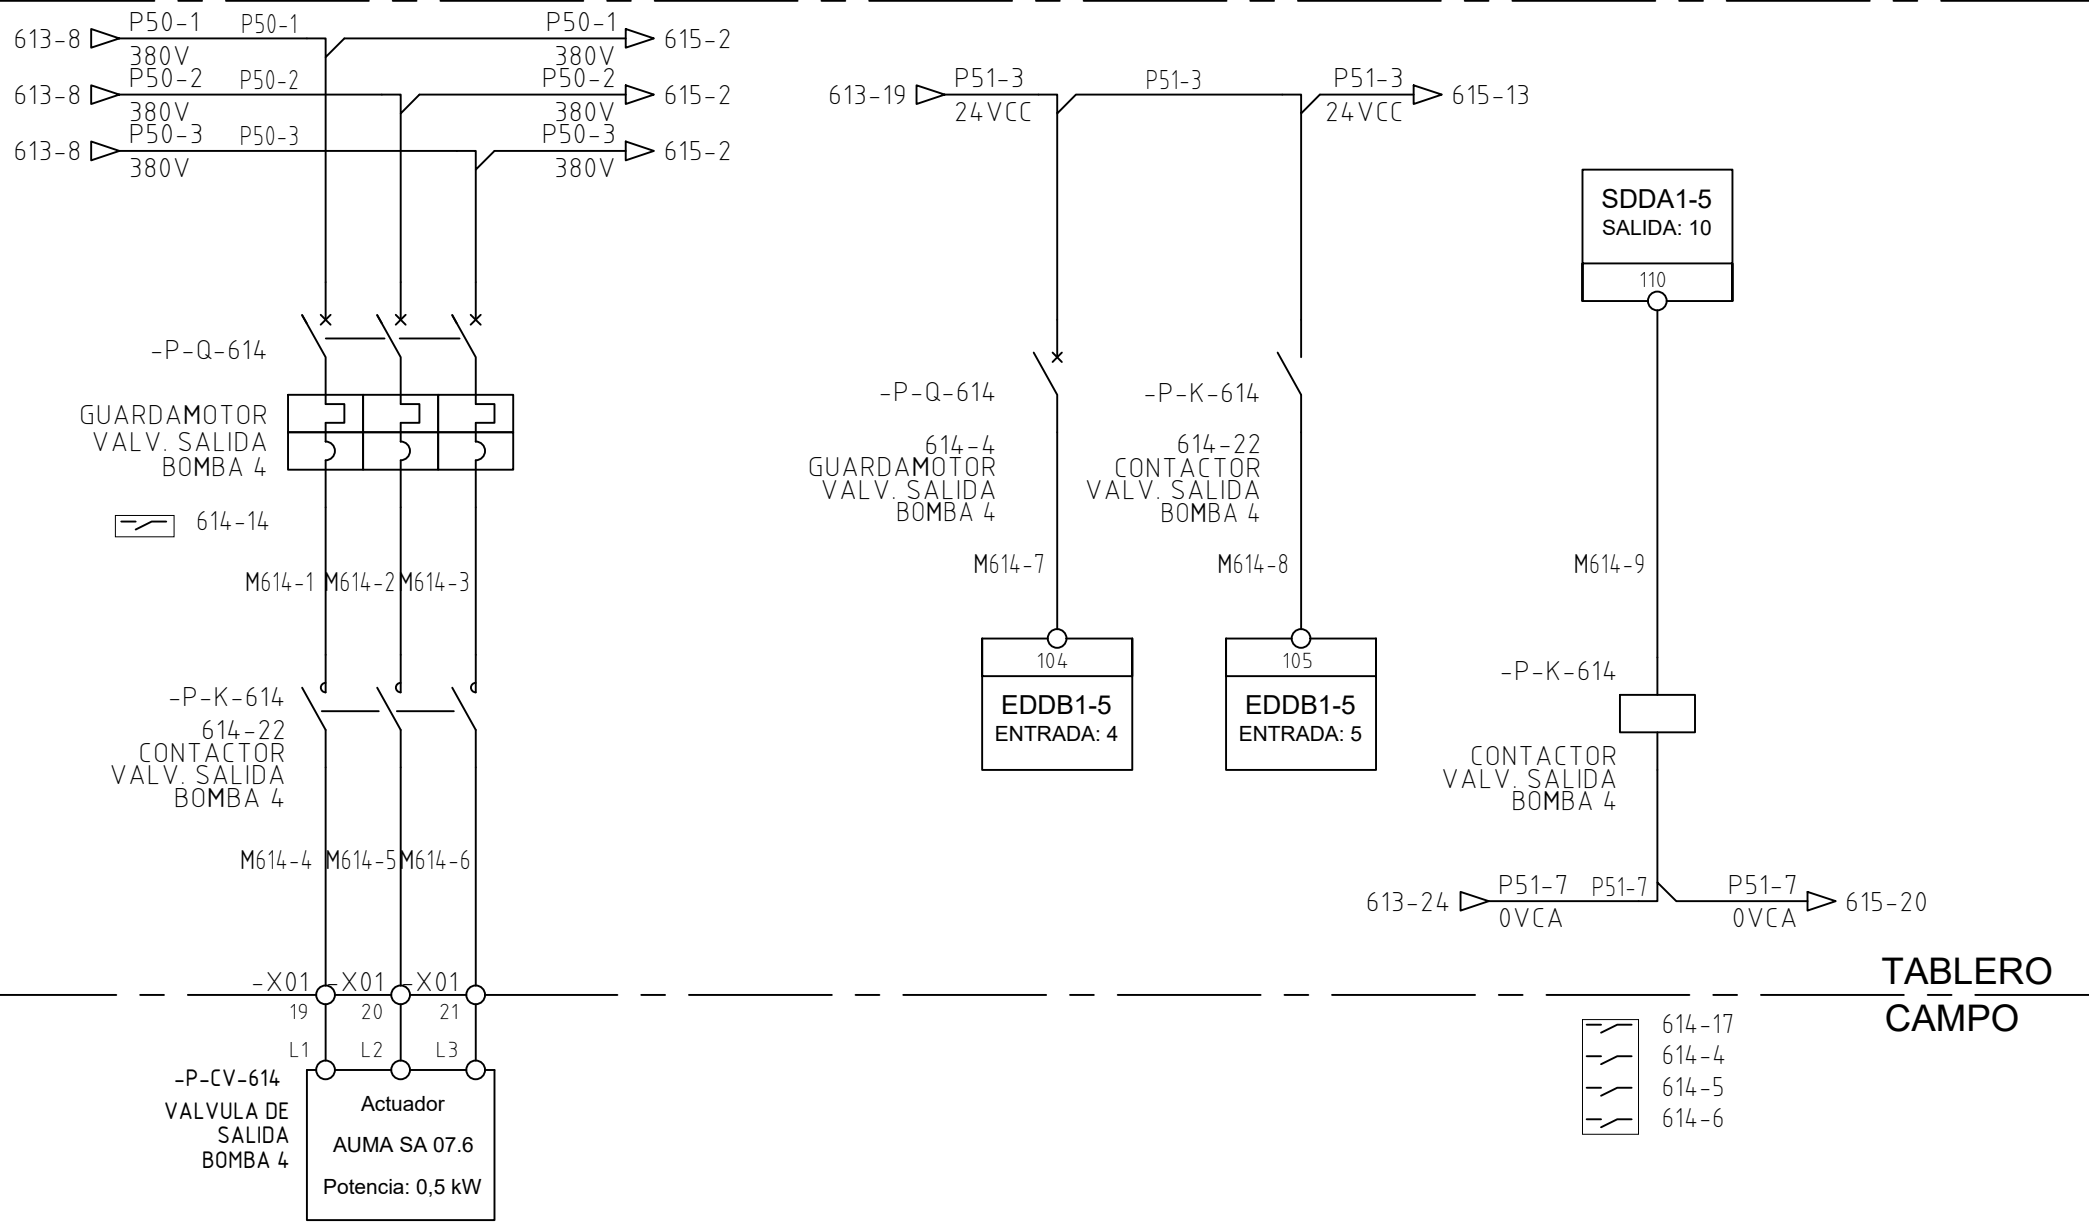 613-8 P50-1 P50-1 P50-1 615-2
380V 380V
613-8 P50-2 P50-2 P50-2 615-2
380V 380V
613-8 P50-3 P50-3 P50-3 615-2
380V 380V
-P-Q-614
GUARDAMOTOR
VALV. SALIDA
BOMBA 4
614-14
M614-1 M614-2 M614-3
-P-K-614
614-22
CONTACTOR
VALV. SALIDA
BOMBA 4
M614-4 M614-5 M614-6
-X01 -X01 -X01
19 20 21
L1 L2 L3
-P-CV-614
VALVULA DE
SALIDA
BOMBA 4
Actuador
AUMA SA 07.6
Potencia: 0,5 kW
613-19 P51-3 P51-3 P51-3 615-13
24VCC 24VCC
-P-Q-614
614-4
GUARDAMOTOR
VALV. SALIDA
BOMBA 4
M614-7
104
EDDB1-5
ENTRADA: 4
-P-K-614
614-22
CONTACTOR
VALV. SALIDA
BOMBA 4
M614-8
105
EDDB1-5
ENTRADA: 5
SDDA1-5
SALIDA: 10
110
M614-9
-P-K-614
CONTACTOR
VALV. SALIDA
BOMBA 4
613-24 P51-7 P51-7 P51-7 615-20
0VCA 0VCA
TABLERO
CAMPO
614-17
614-4
614-5
614-6